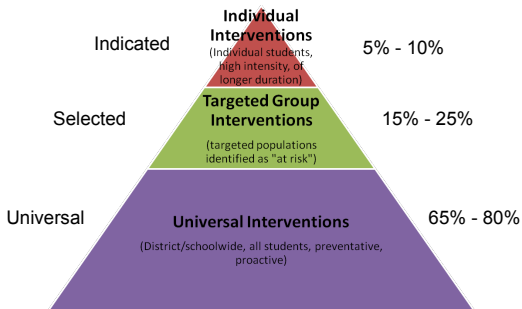 Individual
Interventions
(Individual students,
high intensity, of
longer duration)
Indicated
5% - 10%
Targeted Group
Interventions
(targeted populations
identified as "at risk")
Selected
15% - 25%
Universal Interventions
(District/schoolwide, all students, preventative,
proactive)
Universal
65% - 80%